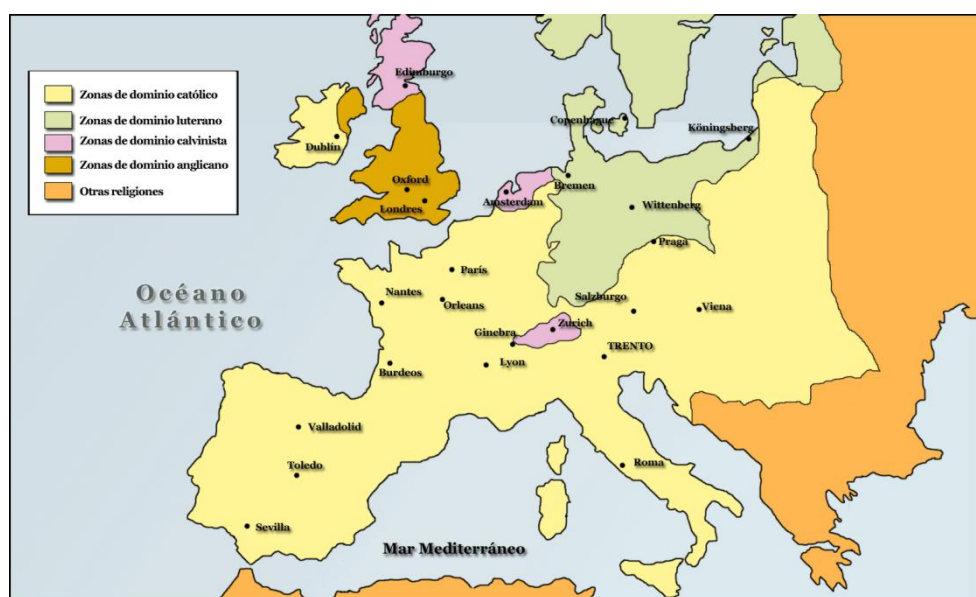 Zonas de dominio católico
Zonas de dominio luterano
Zonas de dominio calvinista
Zonas de dominio anglicano
Otras religiones
Edimburgo
Dublín
Oxford
Londres
Copenhague
Köningsberg
Amsterdam
Bremen
Wittenberg
Praga
París
Nantes
Orleans
Salzburgo
Viena
Océano
Atlántico
Ginebra
Zurich
TRENTO
Lyon
Burdeos
Valladolid
Toledo
Roma
Sevilla
Mar Mediterráneo